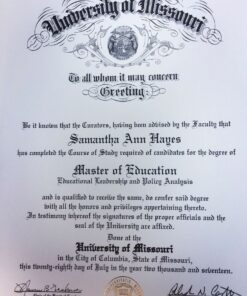 University of Missouri
To all whom it may concern
Greeting:
Be it known that the Curators, having been advised by the Faculty that
Samantha Ann Hayes
has completed the Course of Study required of candidates for the degree of
Master of Education
Educational Leadership and Policy Analysis
and is qualified to receive the same, do confer said degree
with all the honors and privileges appertaining thereto.
In testimony whereof the signatures of the proper officials and the
seal of the University are affixed.
Done at the
University of Missouri
in the City of Columbia, State of Missouri,
this twenty-eighth day of July in the year two thousand and seventeen.